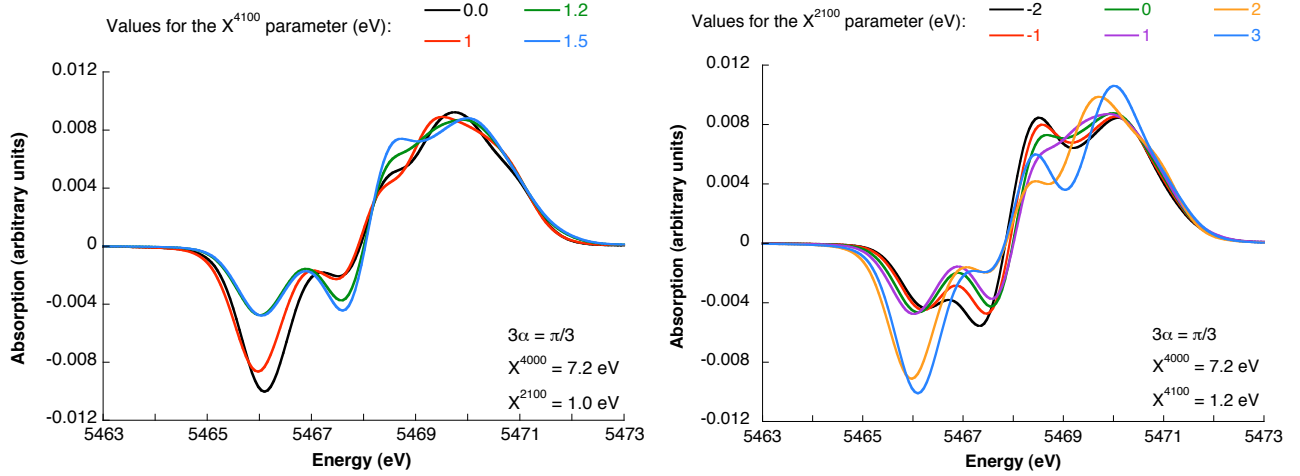 Values for the X⁴¹⁰⁰ parameter (eV):
0.0
1.2
1
1.5
0.012
0.008
0.004
0
-0.004
-0.008
-0.012
Absorption (arbitrary units)
3α = π/3
X⁴⁰⁰⁰ = 7.2 eV
X²¹⁰⁰ = 1.0 eV
5463 5465 5467 5469 5471 5473
Energy (eV)
Values for the X²¹⁰⁰ parameter (eV):
-2
0
2
-1
1
3
0.012
0.008
0.004
0
-0.004
-0.008
-0.012
Absorption (arbitrary units)
3α = π/3
X⁴⁰⁰⁰ = 7.2 eV
X⁴¹⁰⁰ = 1.2 eV
5463 5465 5467 5469 5471 5473
Energy (eV)